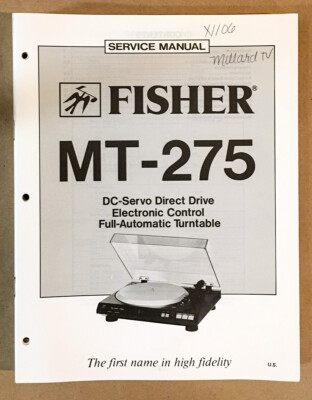 SERVICE MANUAL
X1106
Millard TV
FISHER®
MT-275
DC-Servo Direct Drive
Electronic Control
Full-Automatic Turntable
The first name in high fidelity
U.S.